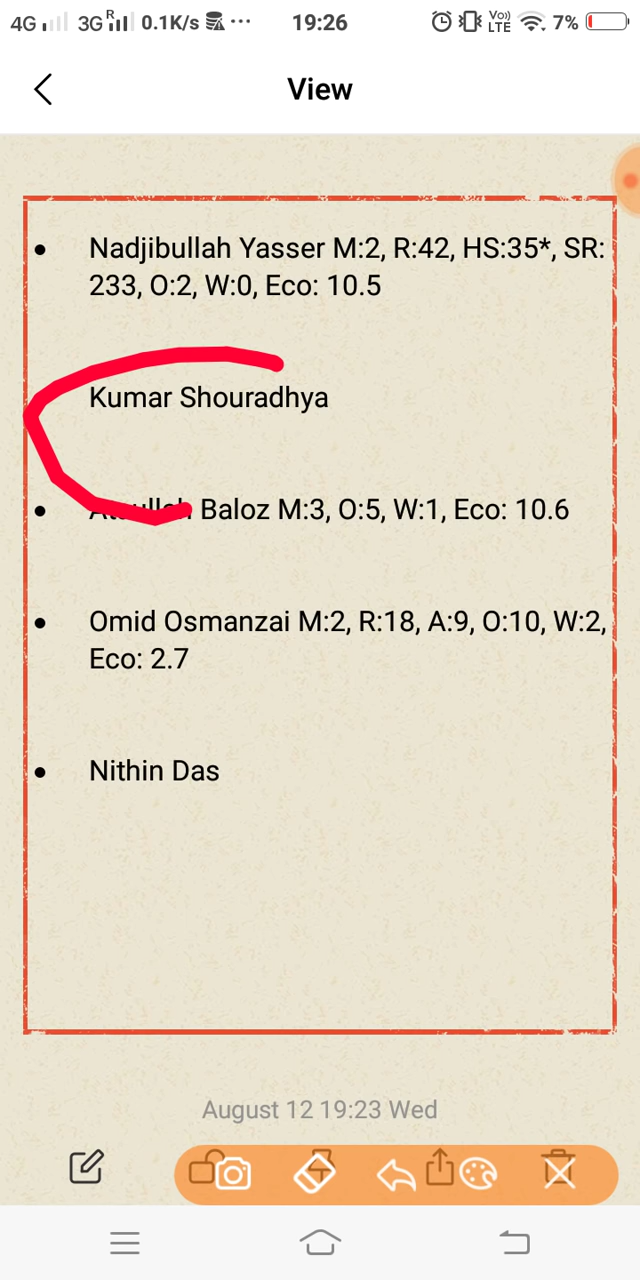 4G 3G R 0.1K/s 19:26 Vo) LTE 7%
View
• Nadjibullah Yasser M:2, R:42, HS:35*, SR:
233, O:2, W:0, Eco: 10.5
Kumar Shouradhya
• Baloz M:3, O:5, W:1, Eco: 10.6
• Omid Osmanzai M:2, R:18, A:9, O:10, W:2,
Eco: 2.7
• Nithin Das
August 12 19:23 Wed